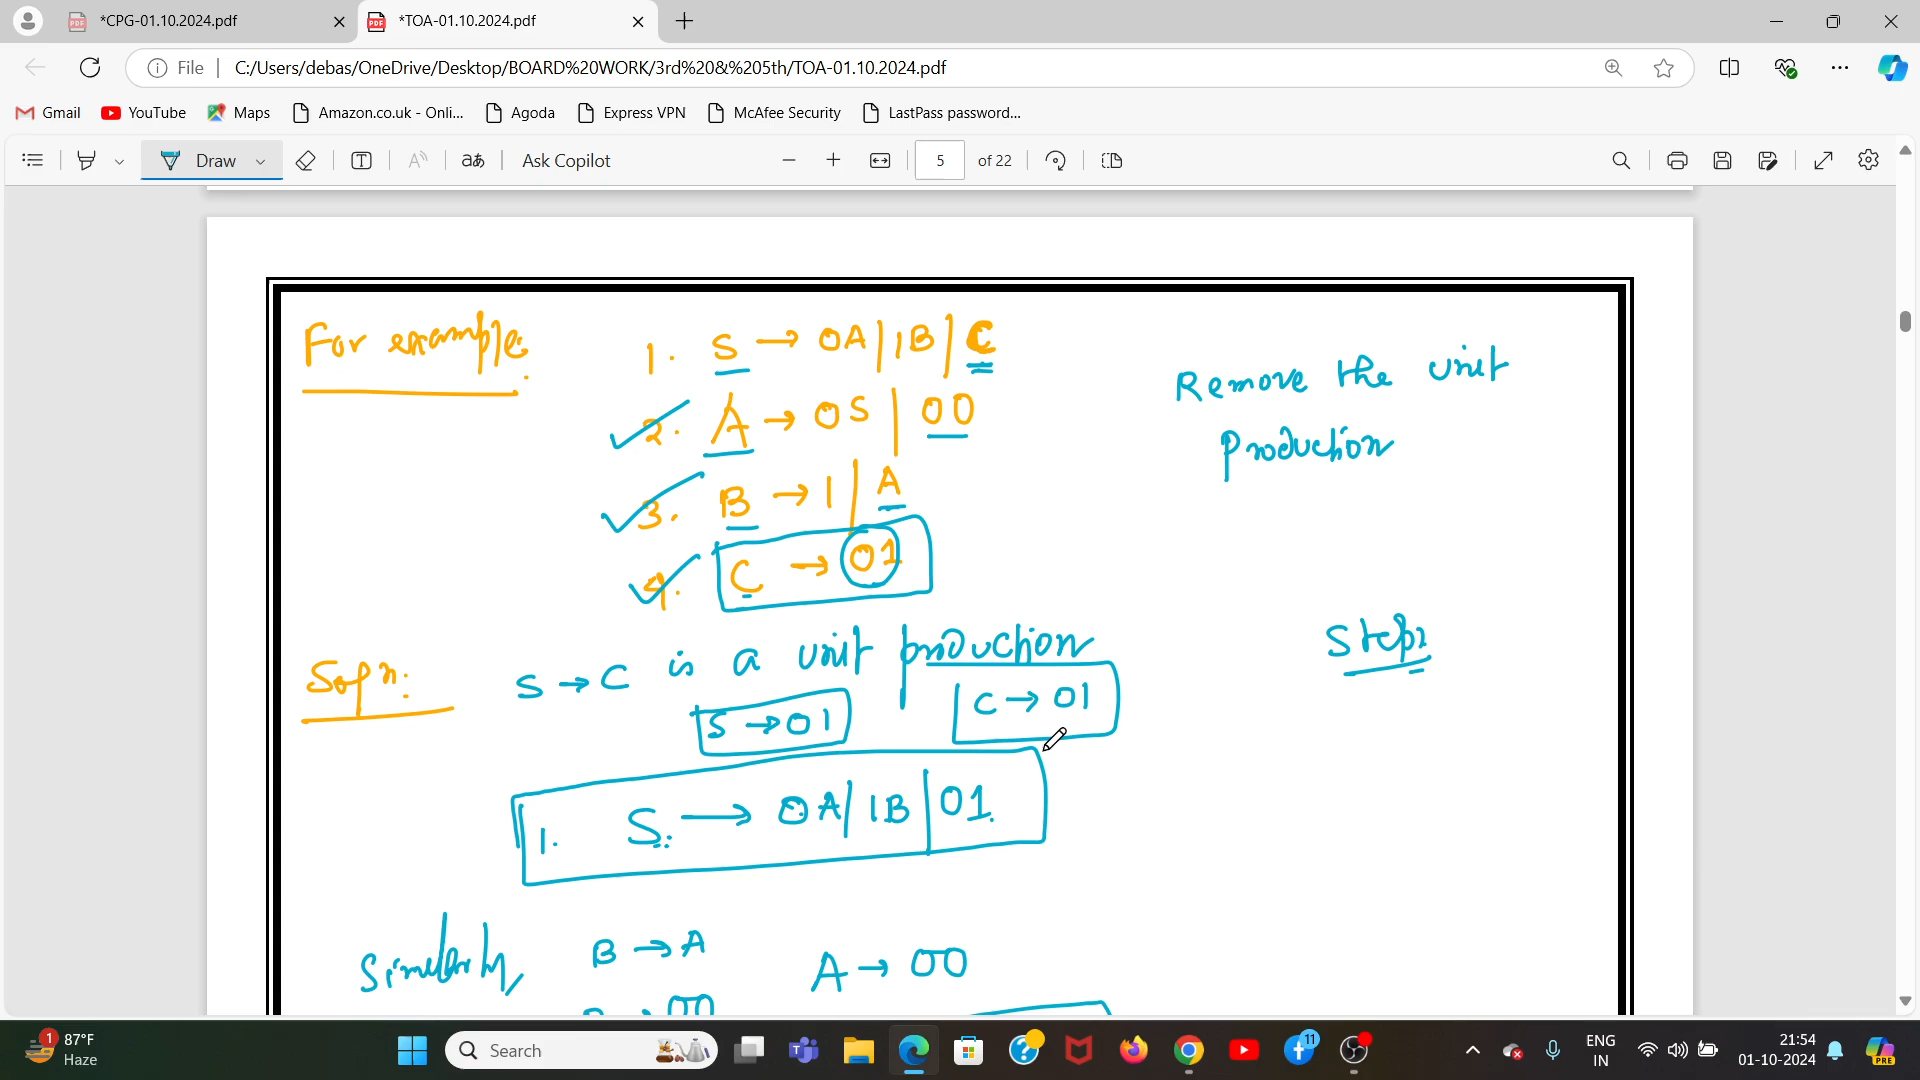 *CPG-01.10.2024.pdf
*TOA-01.10.2024.pdf
File
C:/Users/debas/OneDrive/Desktop/BOARD%20WORK/3rd%20&%205th/TOA-01.10.2024.pdf
Gmail
YouTube
Maps
Amazon.co.uk - Onli...
Agoda
Express VPN
McAfee Security
LastPass password...
Draw
Ask Copilot
5
of 22
For example
1. S → 0A | 1B | C
2. A → 0S | 00
3. B → 1 | A
4. C → 01
Remove the unit
Production
S → C is a unit production
C → 01
S → 01
1. S → 0A | 1B | 01
Similarly,
B → A
A → 00
87°F
Haze
Search
11
ENG
IN
21:54
01-10-2024
1
PRE